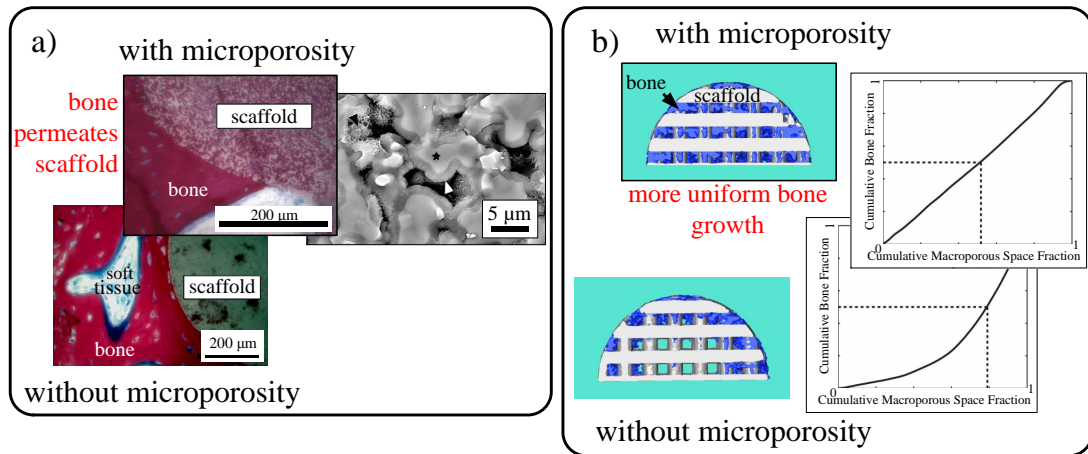 a)
with microporosity
bone
permeates
scaffold
scaffold
bone
200 μm
5 μm
soft
tissue
scaffold
bone
200 μm
without microporosity
b)
with microporosity
bone
scaffold
more uniform bone
growth
1
Cumulative Bone Fraction
0
1
Cumulative Macroporous Space Fraction
1
Cumulative Bone Fraction
0
1
Cumulative Macroporous Space Fraction
without microporosity